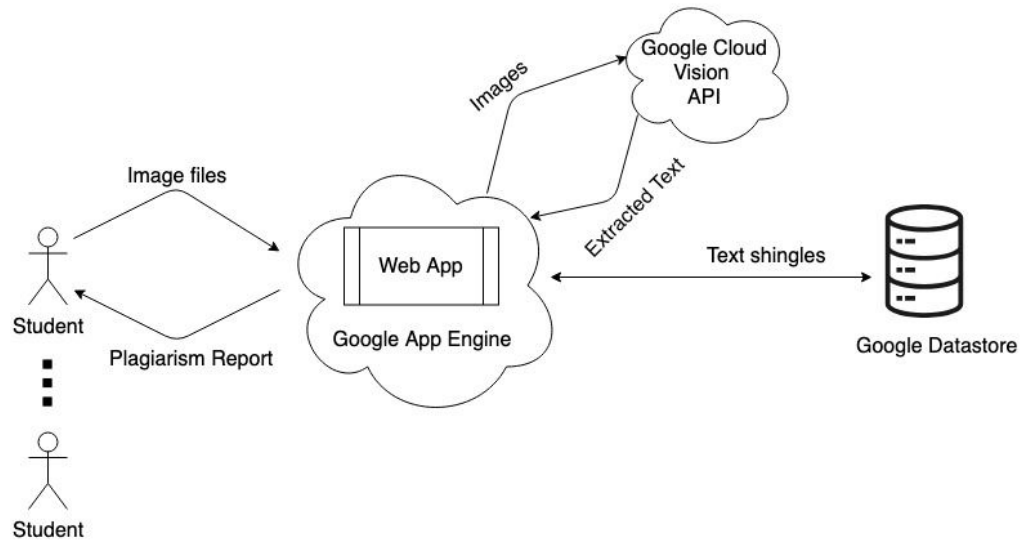 Google Cloud
Vision
API
Images
Extracted Text
Image files
Web App
Google App Engine
Text shingles
Google Datastore
Student
Plagiarism Report
Student